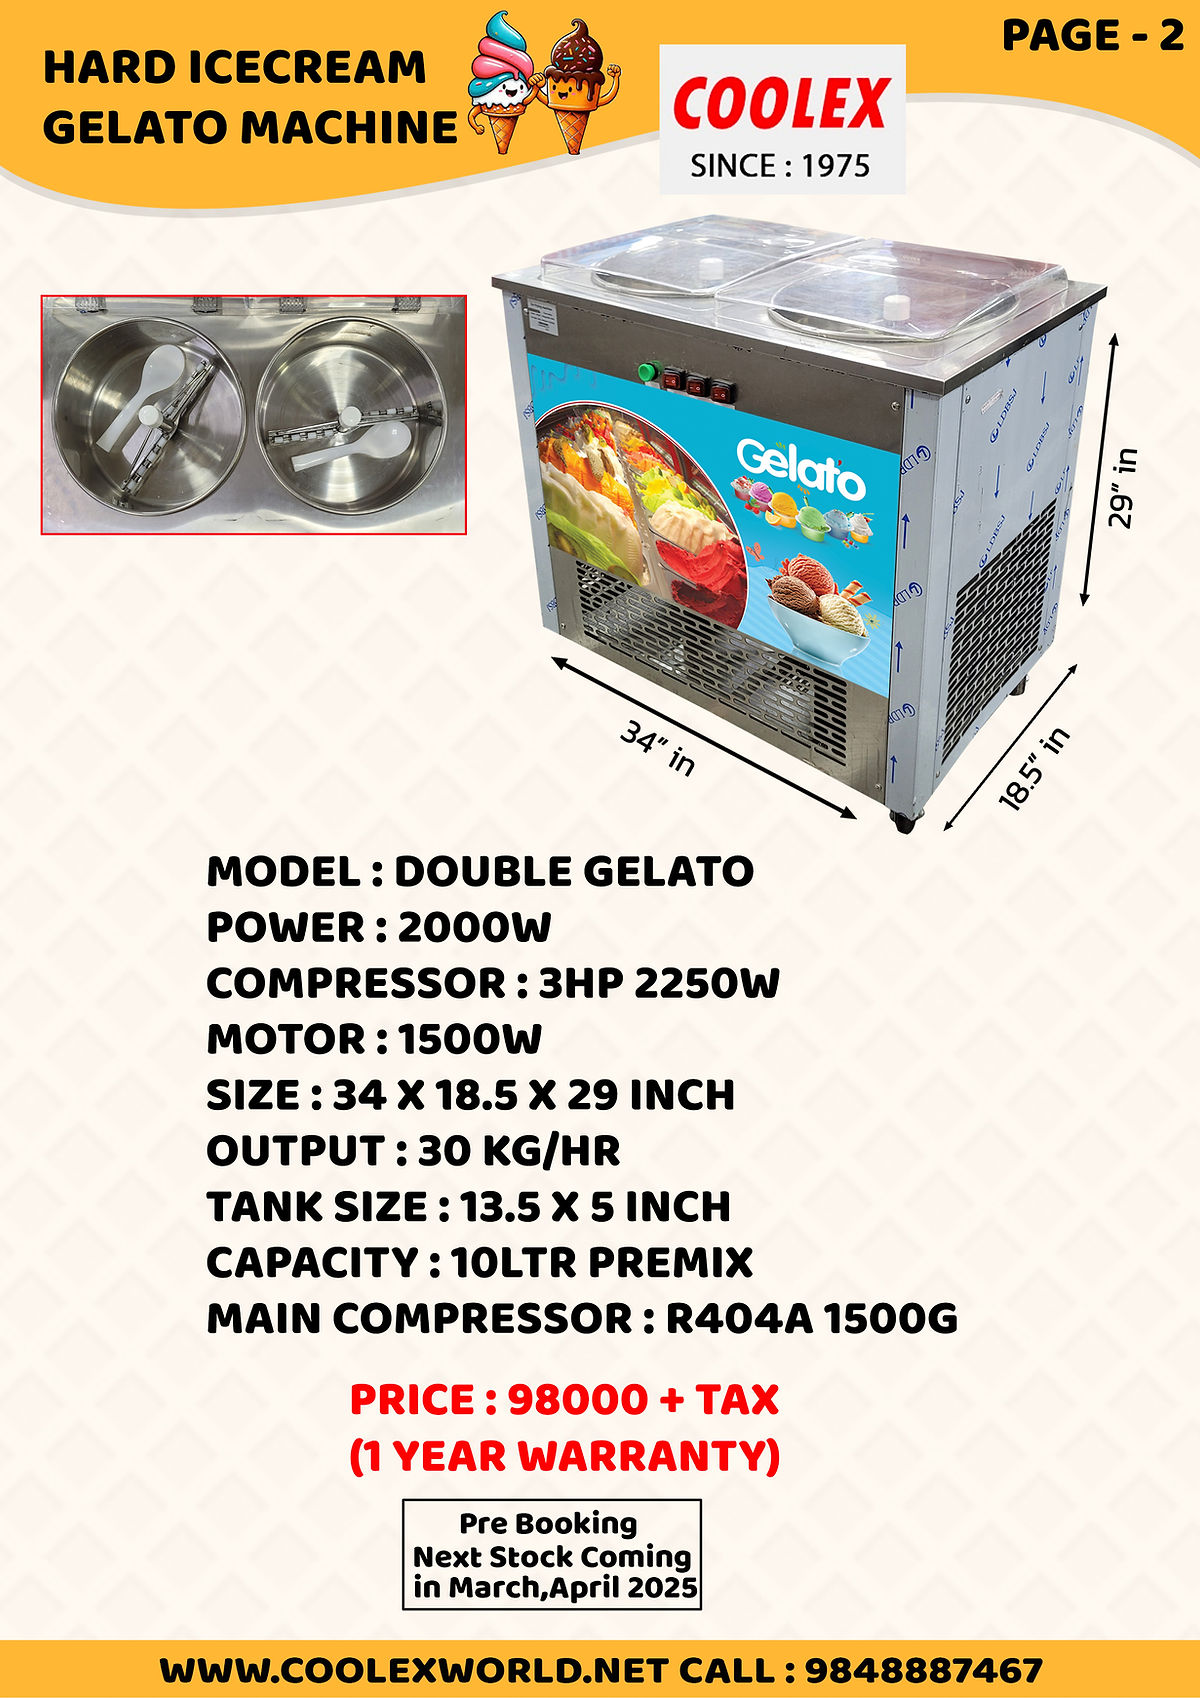 PAGE - 2
HARD ICECREAM
GELATO MACHINE
COOLEX
SINCE : 1975
Gelato
29" in
34" in
18.5" in
MODEL : DOUBLE GELATO
POWER : 2000W
COMPRESSOR : 3HP 2250W
MOTOR : 1500W
SIZE : 34 X 18.5 X 29 INCH
OUTPUT : 30 KG/HR
TANK SIZE : 13.5 X 5 INCH
CAPACITY : 10LTR PREMIX
MAIN COMPRESSOR : R404A 1500G
PRICE : 98000 + TAX
(1 YEAR WARRANTY)
Pre Booking
Next Stock Coming
in March,April 2025
WWW.COOLEXWORLD.NET CALL : 9848887467